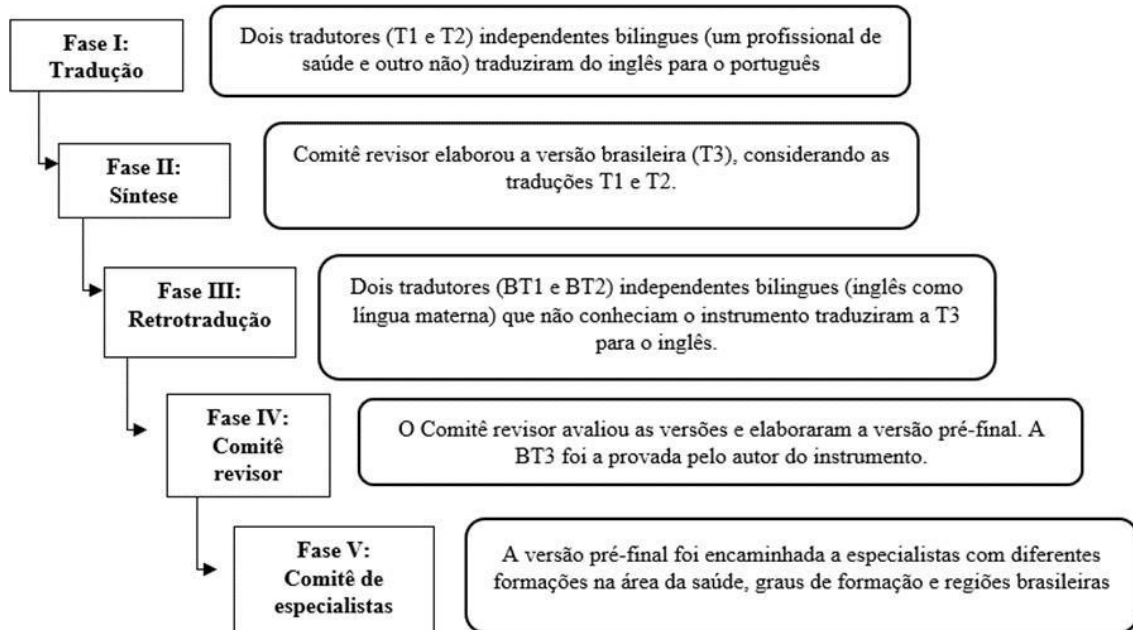 Fase I:
Tradução
Dois tradutores (T1 e T2) independentes bilingues (um profissional de
saúde e outro não) traduziram do inglês para o português
Fase II:
Síntese
Comitê revisor elaborou a versão brasileira (T3), considerando as
traduções T1 e T2.
Fase III:
Retrotradução
Dois tradutores (BT1 e BT2) independentes bilingues (inglês como
língua materna) que não conheciam o instrumento traduziram a T3
para o inglês.
Fase IV:
Comitê
revisor
O Comitê revisor avaliou as versões e elaboraram a versão pré-final. A
BT3 foi a provada pelo autor do instrumento.
Fase V:
Comitê de
especialistas
A versão pré-final foi encaminhada a especialistas com diferentes
formações na área da saúde, graus de formação e regiões brasileiras